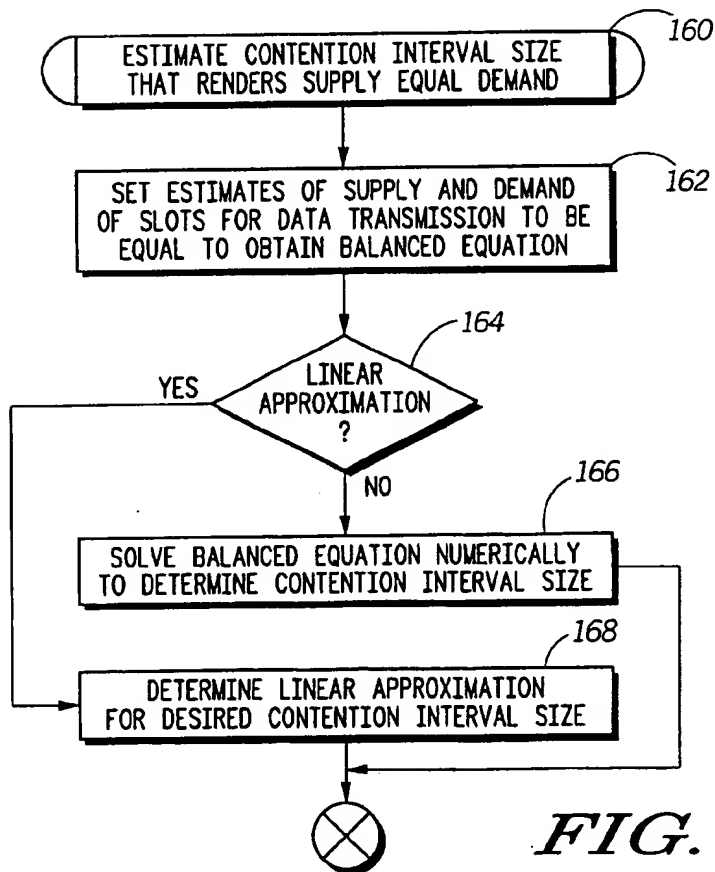 160
ESTIMATE CONTENTION INTERVAL SIZE
THAT RENDERS SUPPLY EQUAL DEMAND
162
SET ESTIMATES OF SUPPLY AND DEMAND
OF SLOTS FOR DATA TRANSMISSION TO BE
EQUAL TO OBTAIN BALANCED EQUATION
164
YES
LINEAR
APPROXIMATION
?
NO
166
SOLVE BALANCED EQUATION NUMERICALLY
TO DETERMINE CONTENTION INTERVAL SIZE
168
DETERMINE LINEAR APPROXIMATION
FOR DESIRED CONTENTION INTERVAL SIZE
FIG.